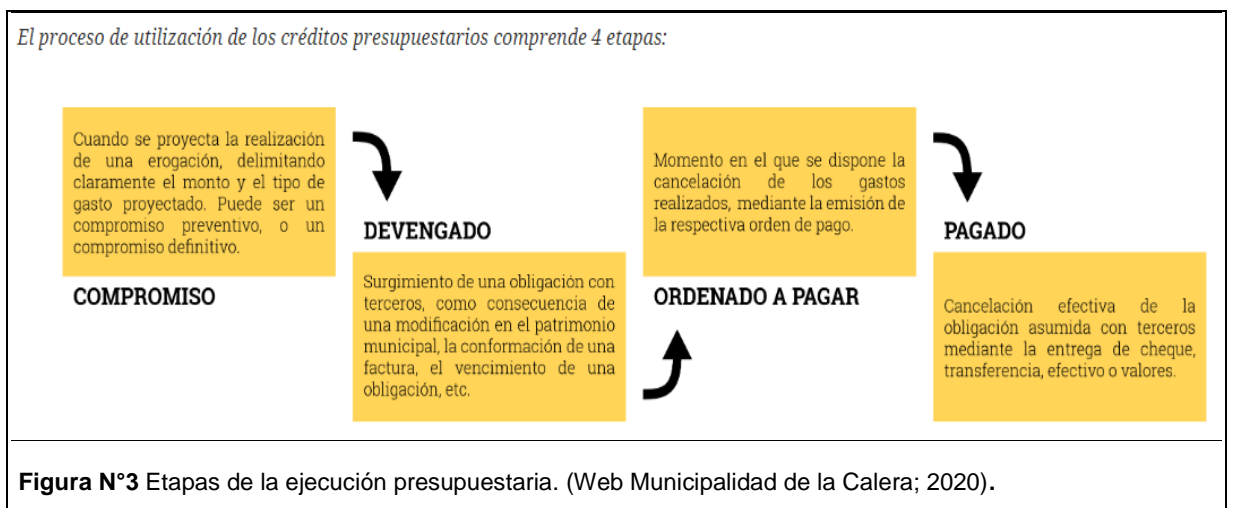 El proceso de utilización de los créditos presupuestarios comprende 4 etapas:
Cuando se proyecta la realización
de una erogación, delimitando
claramente el monto y el tipo de
gasto proyectado. Puede ser un
compromiso preventivo, o un
compromiso definitivo.
COMPROMISO
DEVENGADO
Surgimiento de una obligación con
terceros, como consecuencia de
una modificación en el patrimonio
municipal, la conformación de una
factura, el vencimiento de una
obligación, etc.
Momento en el que se dispone la
cancelación de los gastos
realizados, mediante la emisión de
la respectiva orden de pago.
ORDENADO A PAGAR
PAGADO
Cancelación efectiva de la
obligación asumida con terceros
mediante la entrega de cheque,
transferencia, efectivo o valores.
Figura N°3 Etapas de la ejecución presupuestaria. (Web Municipalidad de la Calera; 2020).